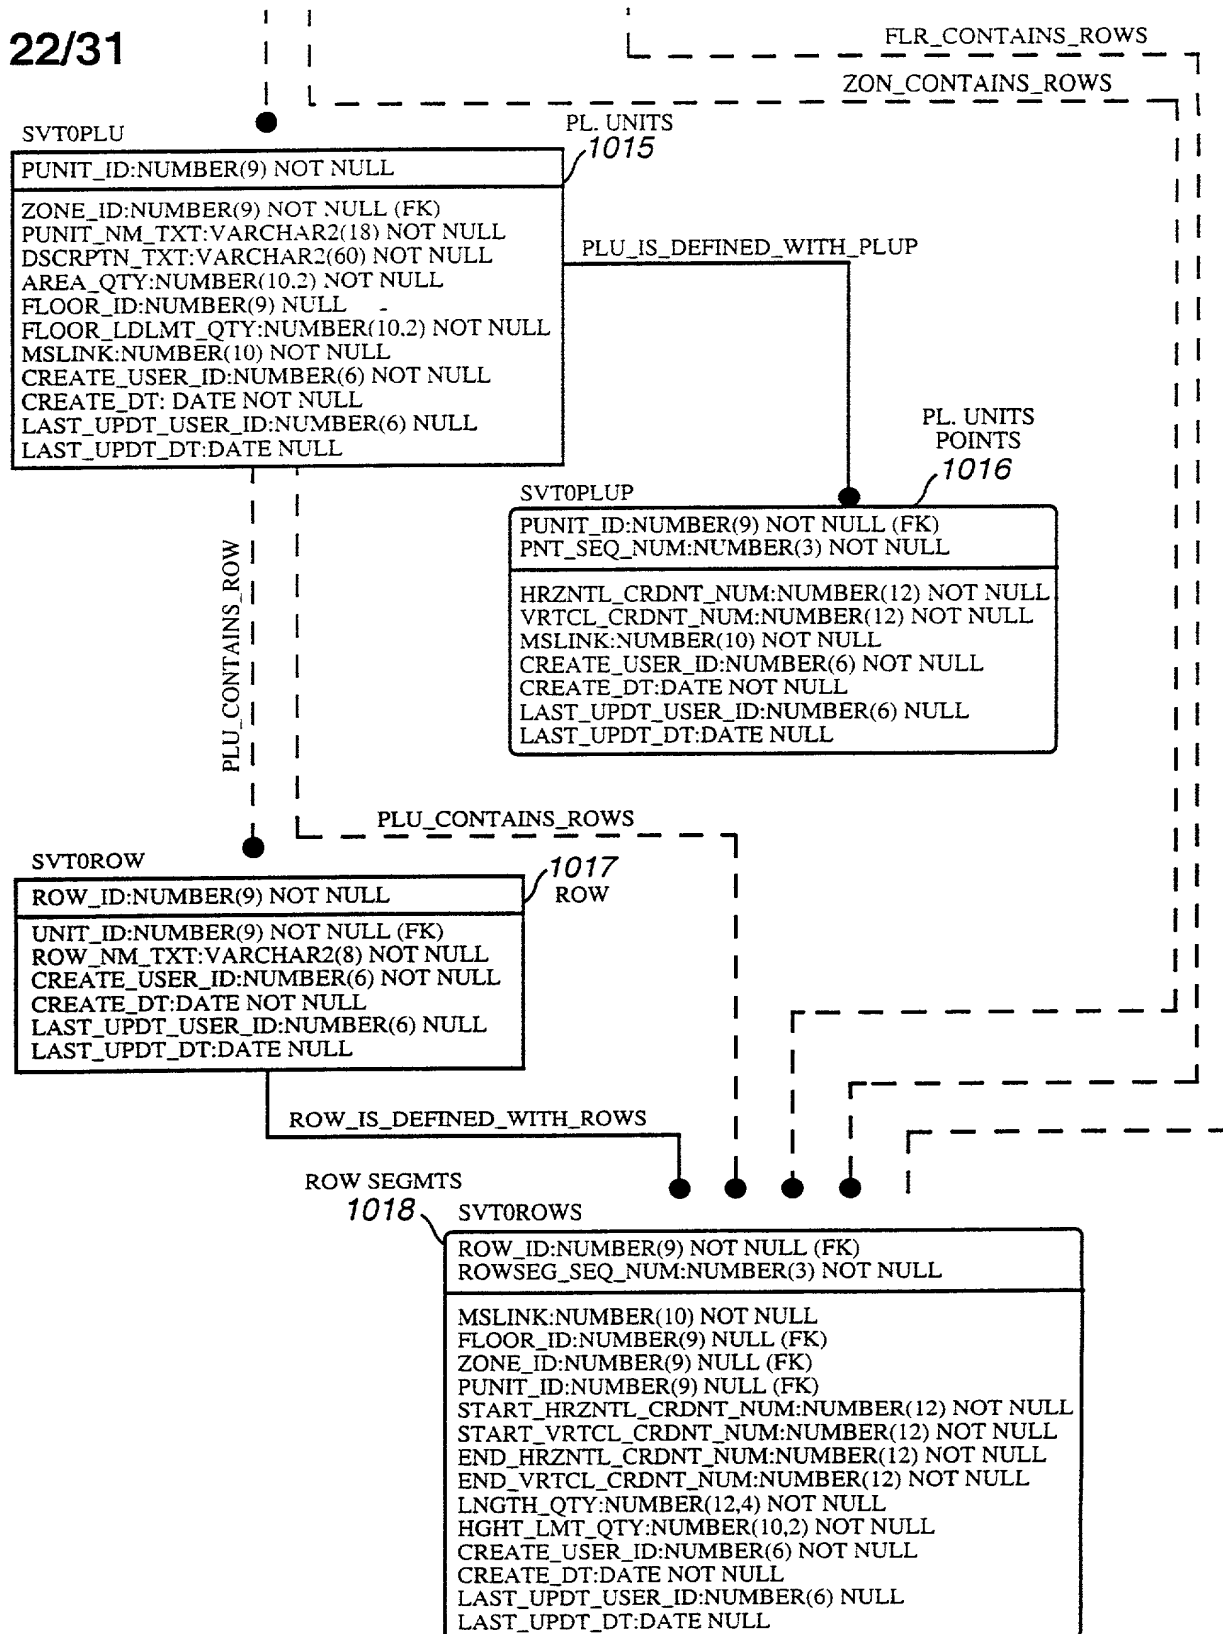 22/31
FLR_CONTAINS_ROWS
ZON_CONTAINS_ROWS
SVT0PLU
PL. UNITS
1015
PUNIT_ID:NUMBER(9) NOT NULL
ZONE_ID:NUMBER(9) NOT NULL (FK)
PUNIT_NM_TXT:VARCHAR2(18) NOT NULL
DSCRPTN_TXT:VARCHAR2(60) NOT NULL
AREA_QTY:NUMBER(10,2) NOT NULL
FLOOR_ID:NUMBER(9) NULL
FLOOR_LDLMT_QTY:NUMBER(10,2) NOT NULL
MSLINK:NUMBER(10) NOT NULL
CREATE_USER_ID:NUMBER(6) NOT NULL
CREATE_DT: DATE NOT NULL
LAST_UPDT_USER_ID:NUMBER(6) NULL
LAST_UPDT_DT:DATE NULL
PLU_IS_DEFINED_WITH_PLUP
PL. UNITS
POINTS
1016
SVT0PLUP
PUNIT_ID:NUMBER(9) NOT NULL (FK)
PNT_SEQ_NUM:NUMBER(3) NOT NULL
HRZNTL_CRDNT_NUM:NUMBER(12) NOT NULL
VRTCL_CRDNT_NUM:NUMBER(12) NOT NULL
MSLINK:NUMBER(10) NOT NULL
CREATE_USER_ID:NUMBER(6) NOT NULL
CREATE_DT:DATE NOT NULL
LAST_UPDT_USER_ID:NUMBER(6) NULL
LAST_UPDT_DT:DATE NULL
PLU_CONTAINS_ROW
PLU_CONTAINS_ROWS
SVT0ROW
1017
ROW
ROW_ID:NUMBER(9) NOT NULL
UNIT_ID:NUMBER(9) NOT NULL (FK)
ROW_NM_TXT:VARCHAR2(8) NOT NULL
CREATE_USER_ID:NUMBER(6) NOT NULL
CREATE_DT:DATE NOT NULL
LAST_UPDT_USER_ID:NUMBER(6) NULL
LAST_UPDT_DT:DATE NULL
ROW_IS_DEFINED_WITH_ROWS
ROW SEGMTS
1018
SVT0ROWS
ROW_ID:NUMBER(9) NOT NULL (FK)
ROWSEG_SEQ_NUM:NUMBER(3) NOT NULL
MSLINK:NUMBER(10) NOT NULL
FLOOR_ID:NUMBER(9) NULL (FK)
ZONE_ID:NUMBER(9) NULL (FK)
PUNIT_ID:NUMBER(9) NULL (FK)
START_HRZNTL_CRDNT_NUM:NUMBER(12) NOT NULL
START_VRTCL_CRDNT_NUM:NUMBER(12) NOT NULL
END_HRZNTL_CRDNT_NUM:NUMBER(12) NOT NULL
END_VRTCL_CRDNT_NUM:NUMBER(12) NOT NULL
LNGTH_QTY:NUMBER(12,4) NOT NULL
HGHT_LMT_QTY:NUMBER(10,2) NOT NULL
CREATE_USER_ID:NUMBER(6) NOT NULL
CREATE_DT:DATE NOT NULL
LAST_UPDT_USER_ID:NUMBER(6) NULL
LAST_UPDT_DT:DATE NULL